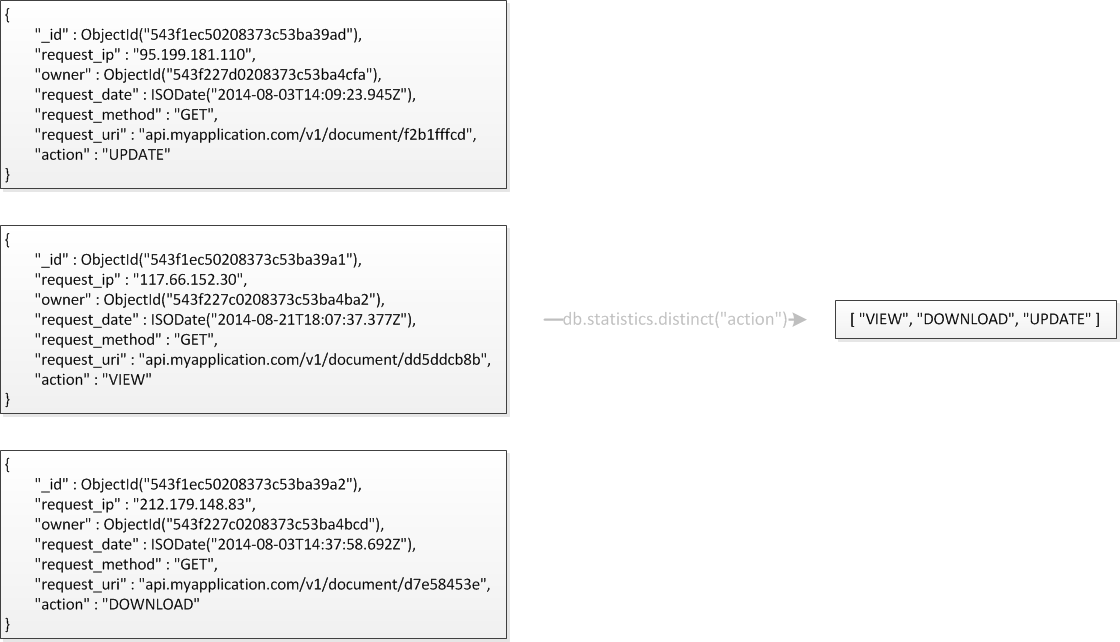 {
"_id" : ObjectId("543f1ec50208373c53ba39ad"),
"request_ip" : "95.199.181.110",
"owner" : ObjectId("543f227d0208373c53ba4cfa"),
"request_date" : ISODate("2014-08-03T14:09:23.945Z"),
"request_method" : "GET",
"request_uri" : "api.myapplication.com/v1/document/f2b1fffcd",
"action" : "UPDATE"
}
{
"_id" : ObjectId("543f1ec50208373c53ba39a1"),
"request_ip" : "117.66.152.30",
"owner" : ObjectId("543f227c0208373c53ba4ba2"),
"request_date" : ISODate("2014-08-21T18:07:37.377Z"),
"request_method" : "GET",
"request_uri" : "api.myapplication.com/v1/document/dd5ddcb8b",
"action" : "VIEW"
}
{
"_id" : ObjectId("543f1ec50208373c53ba39a2"),
"request_ip" : "212.179.148.83",
"owner" : ObjectId("543f227c0208373c53ba4bcd"),
"request_date" : ISODate("2014-08-03T14:37:58.692Z"),
"request_method" : "GET",
"request_uri" : "api.myapplication.com/v1/document/d7e58453e",
"action" : "DOWNLOAD"
}
db.statistics.distinct("action")
[ "VIEW", "DOWNLOAD", "UPDATE" ]